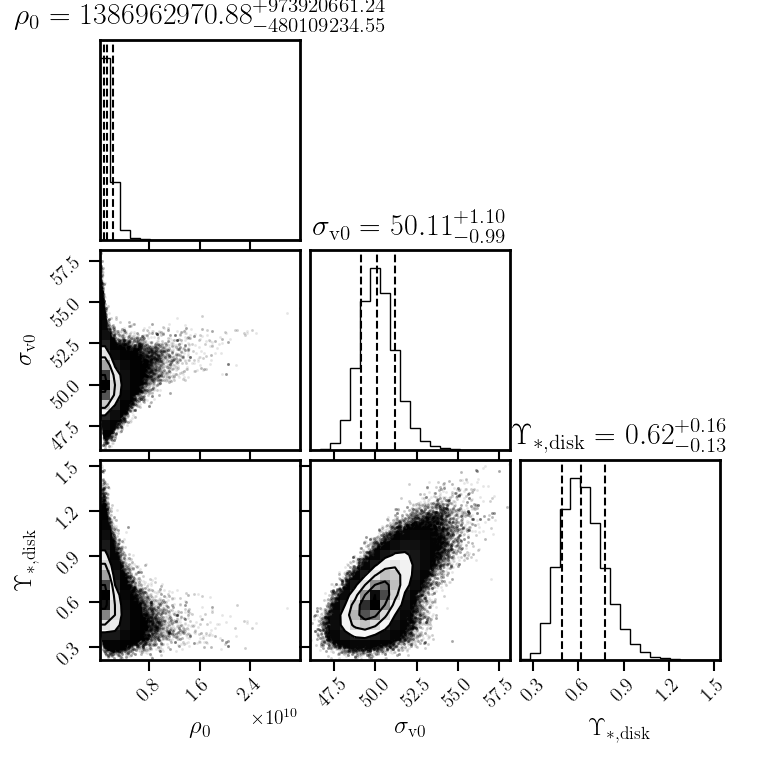 ρ₀ = 1386962970.88⁺⁹⁷³⁹²⁰⁶⁶¹·²⁴₋₄₈₀₁₀₉₂₃₄.₅₅
σᵥ₀ = 50.11⁺¹·¹⁰₋₀.₉₉
57.5
55.0
52.5
50.0
47.5
σᵥ₀
ϒ∗,disk = 0.62⁺⁰·¹⁶₋₀.₁₃
1.5
1.2
0.9
0.6
0.3
ϒ∗,disk
0.8 1.6 2.4
×10¹⁰
ρ₀
47.5 50.0 52.5 55.0 57.5
σᵥ₀
0.3 0.6 0.9 1.2 1.5
ϒ∗,disk